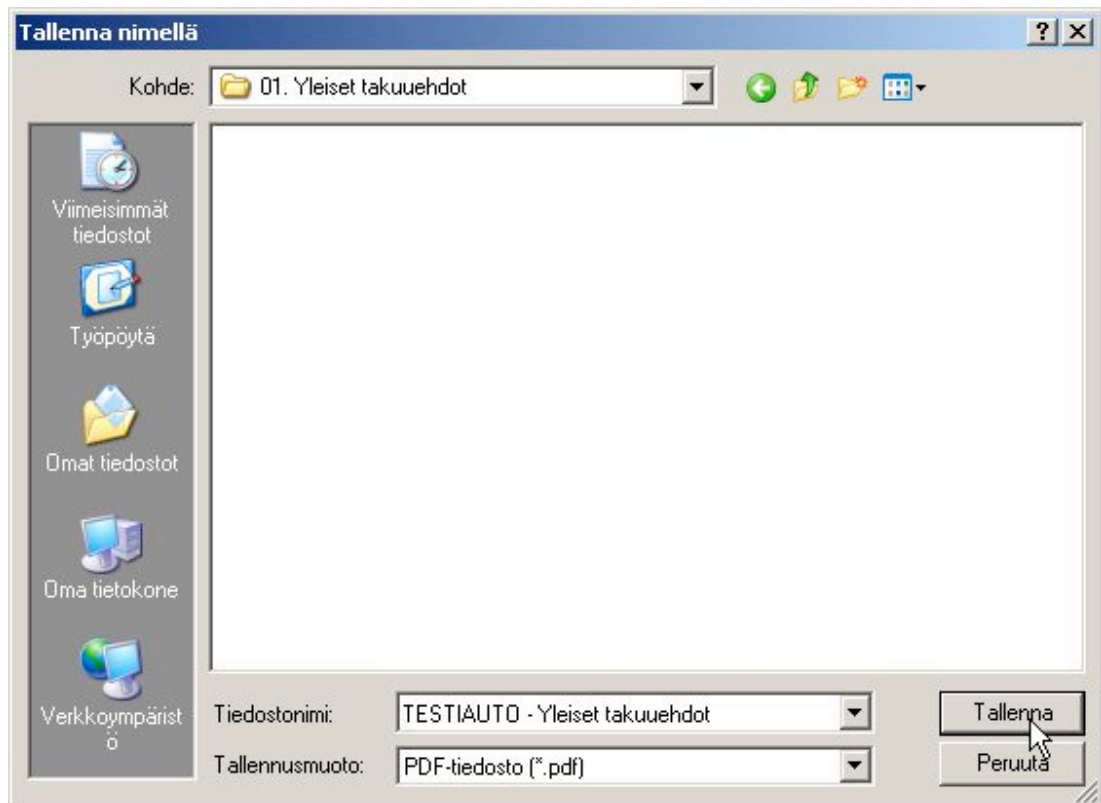 Tallenna nimellä
Kohde:
01. Yleiset takuuehdot
Viimeisimmät
tiedostot
Työpöytä
Omat tiedostot
Oma tietokone
Verkkoympärist
ö
Tiedostonimi:
TESTIAUTO - Yleiset takuuehdot
Tallenna
Tallennusmuoto:
PDF-tiedosto (*.pdf)
Peruuta